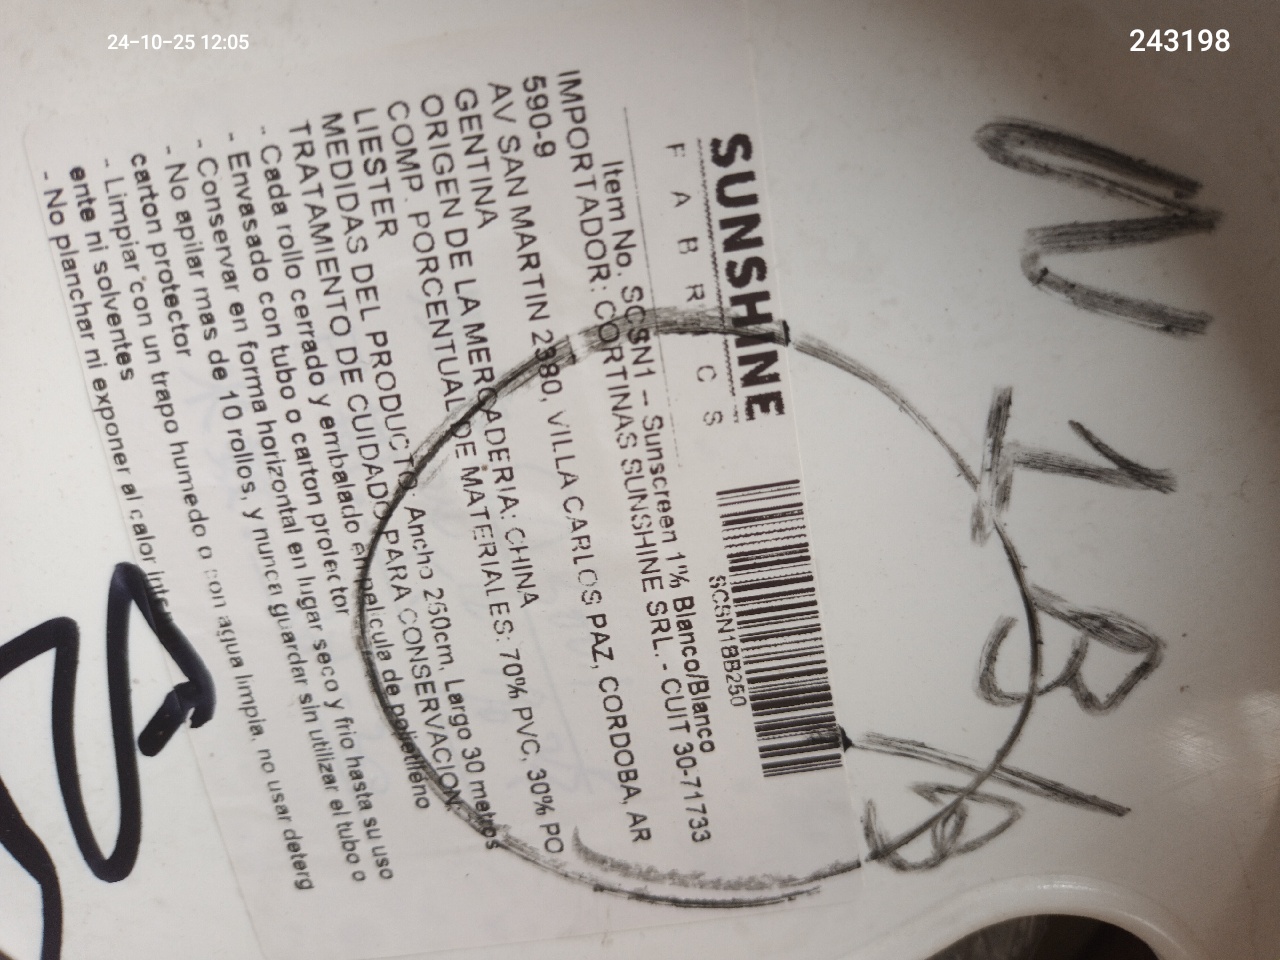 24-10-25 12:05
243198
SUNSHINE
FABRICS
SCSN1BB250
Item No. SCSN1 – Sunscreen 1% Blanco/Blanco
IMPORTADOR: CORTINAS SUNSHINE SRL. - CUIT 30-71733
590-9
AV SAN MARTIN 2380, VILLA CARLOS PAZ, CORDOBA, AR
GENTINA
ORIGEN DE LA MERCADERIA: CHINA
COMP. PORCENTUAL DE MATERIALES: 70% PVC, 30% PO
LIESTER
MEDIDAS DEL PRODUCTO: Ancho 250cm, Largo 30 metros
TRATAMIENTO DE CUIDADO PARA CONSERVACION:
- Cada rollo cerrado y embalado en pelicula de polietileno
- Envasado con tubo o carton protector
- Conservar en forma horizontal en lugar seco y frio hasta su uso
- No apilar mas de 10 rollos, y nunca guardar sin utilizar el tubo o
carton protector
- Limpiar con un trapo humedo o con agua limpia, no usar deterg
ente ni solventes
- No planchar ni exponer al calor
N 1 B/B